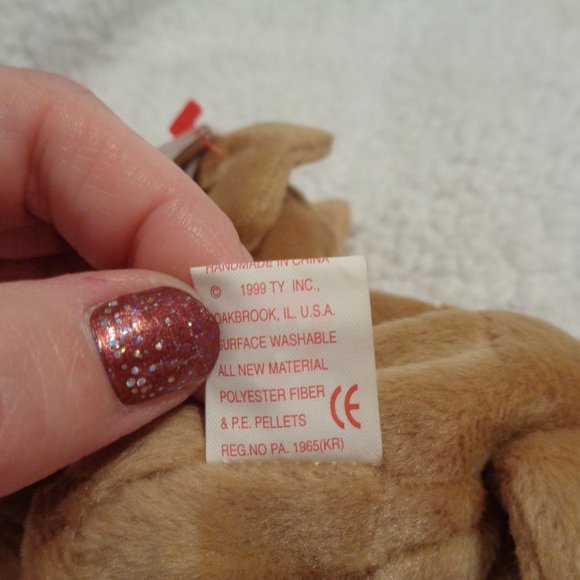 HANDMADE IN CHINA
© 1999 TY INC.,
OAKBROOK, IL. U.S.A.
SURFACE WASHABLE
ALL NEW MATERIAL
POLYESTER FIBER
& P.E. PELLETS
CE
REG.NO PA. 1965(KR)